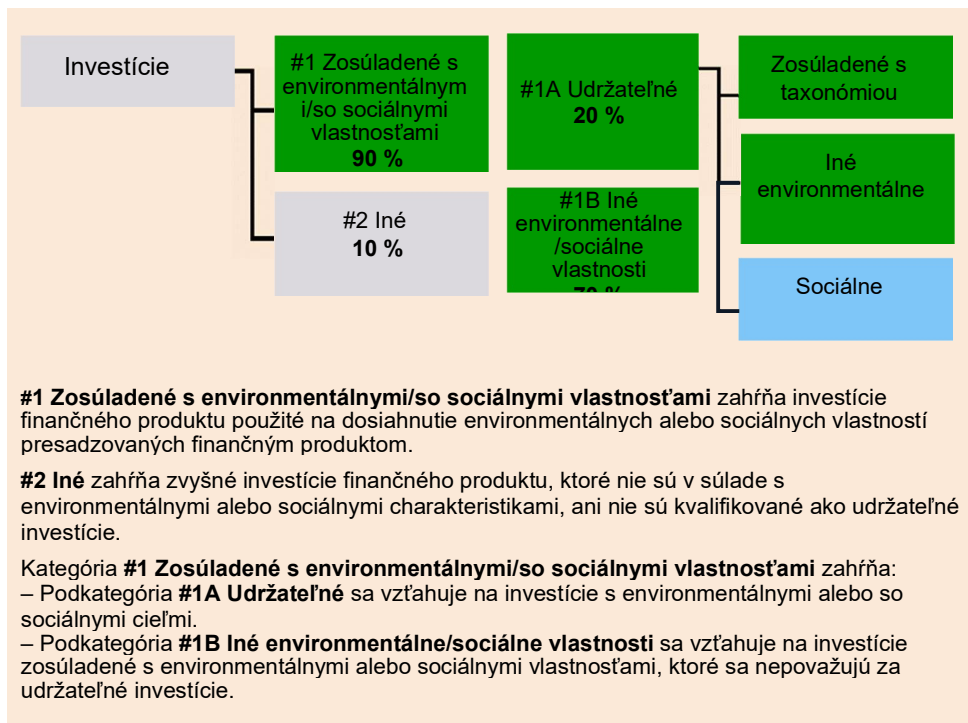 Investície
#1 Zosúladené s
environmentálnym
i/so sociálnymi
vlastnosťami
90 %
#2 Iné
10 %
#1A Udržateľné
20 %
#1B Iné
environmentálne
/sociálne
vlastnosti
Zosúladené s
taxonómiou
Iné
environmentálne
Sociálne
#1 Zosúladené s environmentálnymi/so sociálnymi vlastnosťami zahŕňa investície
finančného produktu použité na dosiahnutie environmentálnych alebo sociálnych vlastností
presadzovaných finančným produktom.
#2 Iné zahŕňa zvyšné investície finančného produktu, ktoré nie sú v súlade s
environmentálnymi alebo sociálnymi charakteristikami, ani nie sú kvalifikované ako udržateľné
investície.
Kategória #1 Zosúladené s environmentálnymi/so sociálnymi vlastnosťami zahŕňa:
– Podkategória #1A Udržateľné sa vzťahuje na investície s environmentálnymi alebo so
sociálnymi cieľmi.
– Podkategória #1B Iné environmentálne/sociálne vlastnosti sa vzťahuje na investície
zosúladené s environmentálnymi alebo sociálnymi vlastnosťami, ktoré sa nepovažujú za
udržateľné investície.